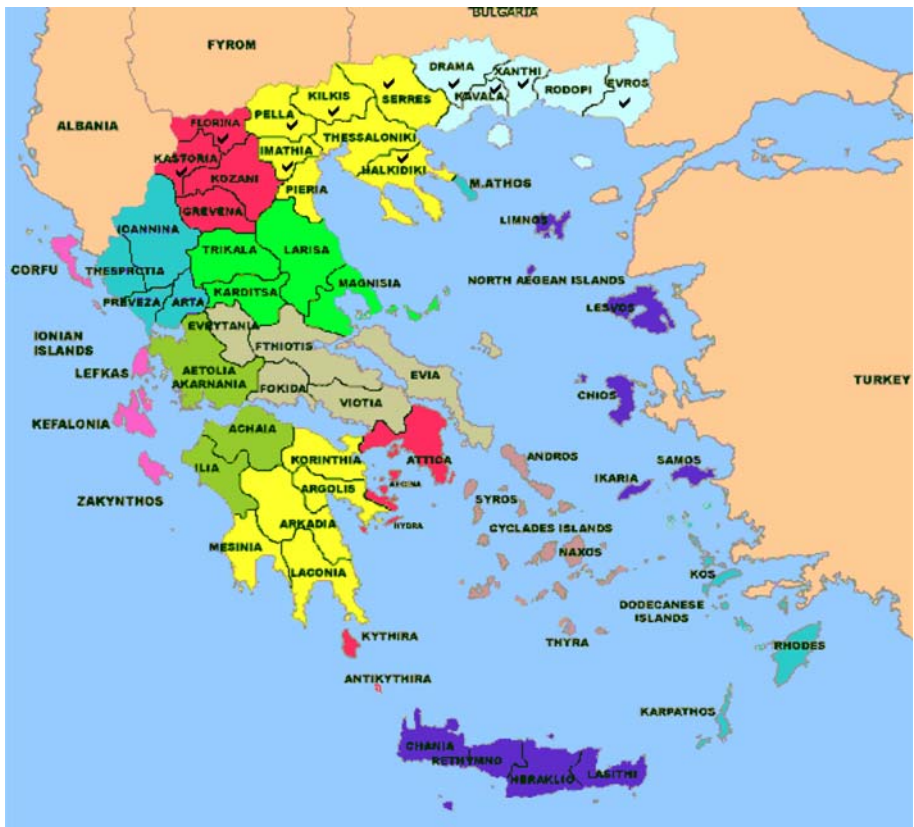 BULGARIA
FYROM
DRAMA
XANTHI
KILKIS
EVROS
SERRES
KAVALA
RODOPI
PELLA
FLORINA
ALBANIA
THESSALONIKI
IMATHIA
KASTORIA
HALKIDIKI
KOZANI
PIERIA
M.ATHOS
GREVENA
LIMNOS
IOANNINA
TRIKALA
LARISA
CORFU
THESPROTIA
NORTH AEGEAN ISLANDS
MAGNISIA
KARDITSA
PREVEZA
ARTA
LESVOS
EVRYTANIA
IONIAN
ISLANDS
FTHIOTIS
LEFKAS
AETOLIA
AKARNANIA
EVIA
TURKEY
FOKIDA
CHIOS
VIOTIA
KEFALONIA
ACHAIA
ANDROS
KORINTHIA
ATTICA
SAMOS
ILIA
IKARIA
AEGINA
ARGOLIS
ZAKYNTHOS
SYROS
HYDRA
ARKADIA
CYCLADES ISLANDS
MESINIA
NAXOS
LACONIA
KOS
DODECANESE
ISLANDS
KYTHIRA
THYRA
RHODES
ANTIKYTHIRA
KARPATHOS
CHANIA
RETHYMNO
HERAKLIO
LASITHI